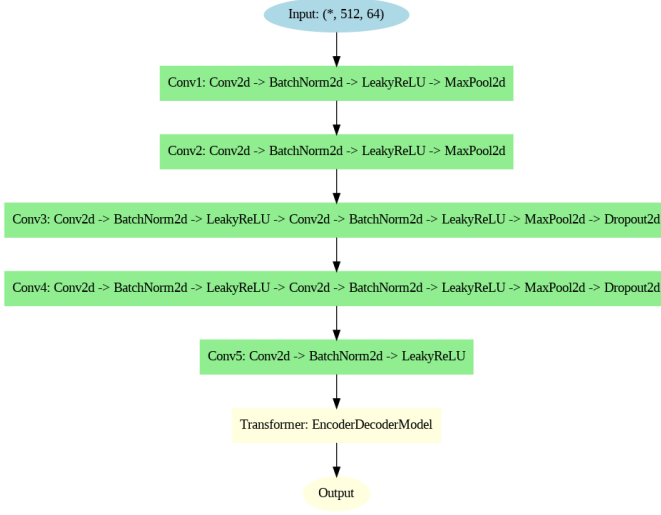 Input: (*, 512, 64)
Conv1: Conv2d -> BatchNorm2d -> LeakyReLU -> MaxPool2d
Conv2: Conv2d -> BatchNorm2d -> LeakyReLU -> MaxPool2d
Conv3: Conv2d -> BatchNorm2d -> LeakyReLU -> Conv2d -> BatchNorm2d -> LeakyReLU -> MaxPool2d -> Dropout2d
Conv4: Conv2d -> BatchNorm2d -> LeakyReLU -> Conv2d -> BatchNorm2d -> LeakyReLU -> MaxPool2d -> Dropout2d
Conv5: Conv2d -> BatchNorm2d -> LeakyReLU
Transformer: EncoderDecoderModel
Output